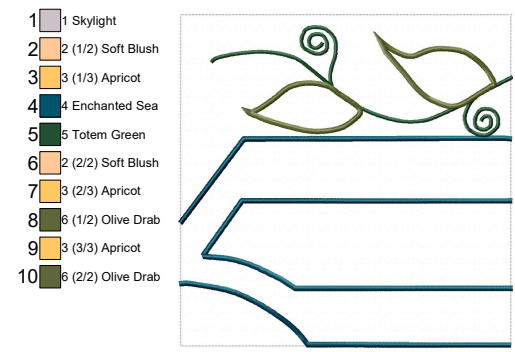 1 1 Skylight
2 2 (1/2) Soft Blush
3 3 (1/3) Apricot
4 4 Enchanted Sea
5 5 Totem Green
6 2 (2/2) Soft Blush
7 3 (2/3) Apricot
8 6 (1/2) Olive Drab
9 3 (3/3) Apricot
10 6 (2/2) Olive Drab